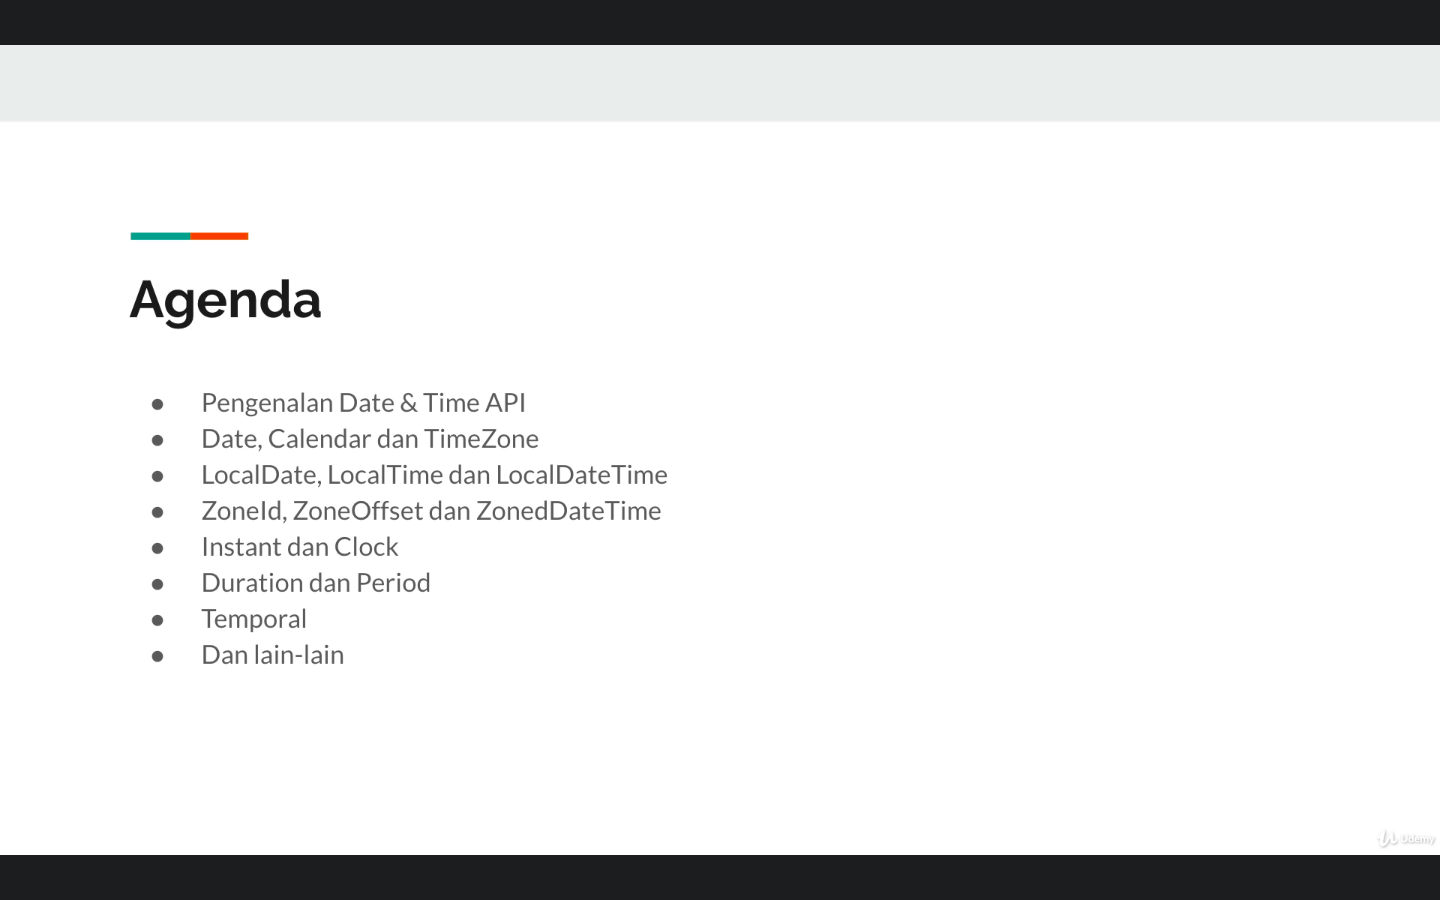 Agenda
● Pengenalan Date & Time API
● Date, Calendar dan TimeZone
● LocalDate, LocalTime dan LocalDateTime
● ZoneId, ZoneOffset dan ZonedDateTime
● Instant dan Clock
● Duration dan Period
● Temporal
● Dan lain-lain
Udemy